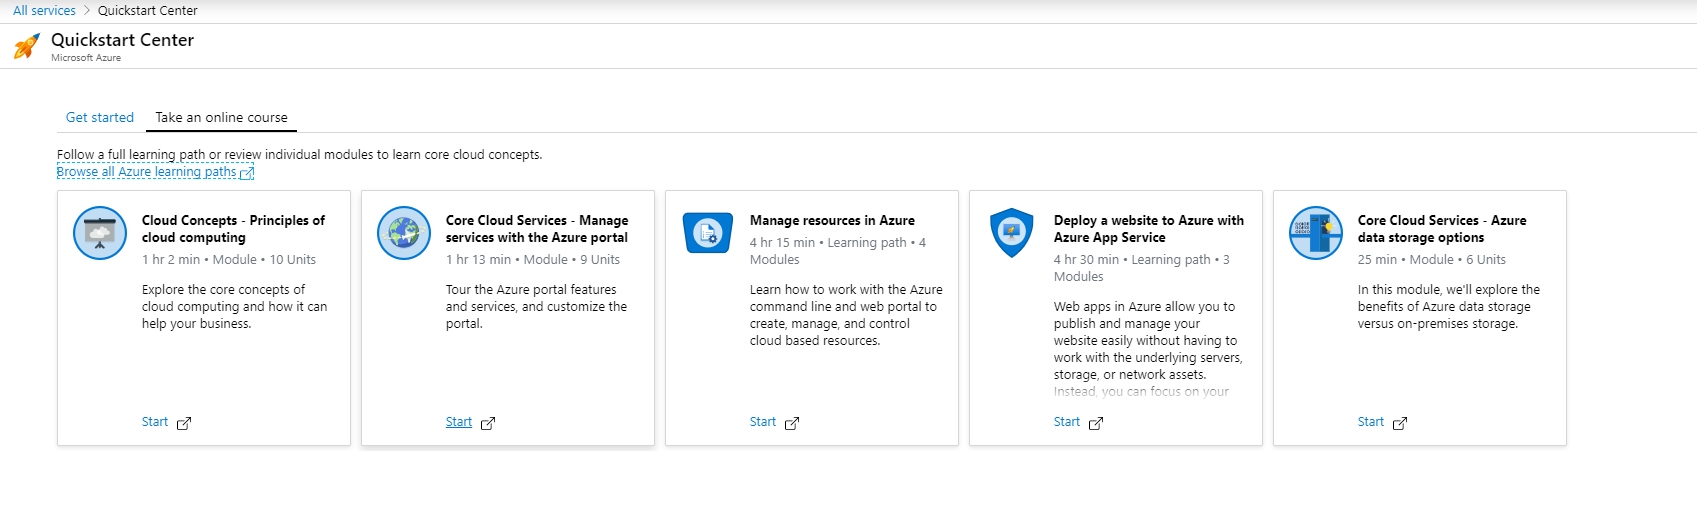 All services > Quickstart Center
Quickstart Center
Microsoft Azure
Get started
Take an online course
Follow a full learning path or review individual modules to learn core cloud concepts.
Browse all Azure learning paths
Cloud Concepts - Principles of
cloud computing
1 hr 2 min • Module • 10 Units
Explore the core concepts of
cloud computing and how it can
help your business.
Start
Core Cloud Services - Manage
services with the Azure portal
1 hr 13 min • Module • 9 Units
Tour the Azure portal features
and services, and customize the
portal.
Start
Manage resources in Azure
4 hr 15 min • Learning path • 4
Modules
Learn how to work with the Azure
command line and web portal to
create, manage, and control
cloud based resources.
Start
Deploy a website to Azure with
Azure App Service
4 hr 30 min • Learning path • 3
Modules
Web apps in Azure allow you to
publish and manage your
website easily without having to
work with the underlying servers,
storage, or network assets.
Instead, you can focus on your
Start
Core Cloud Services - Azure
data storage options
25 min • Module • 6 Units
In this module, we'll explore the
benefits of Azure data storage
versus on-premises storage.
Start